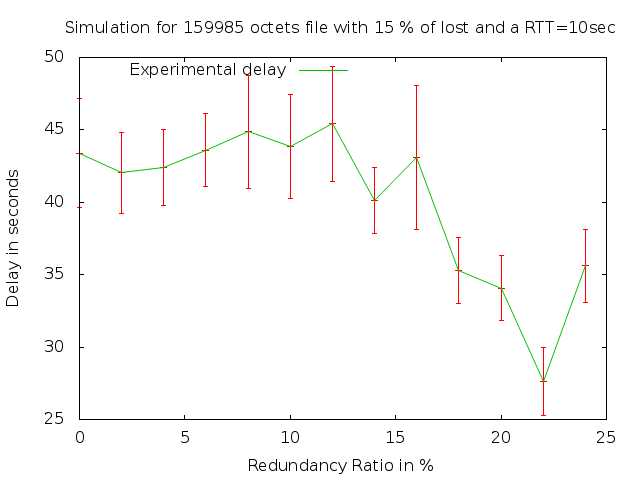 Simulation for 159985 octets file with 15 % of lost and a RTT=10sec
50
Experimental delay
45
40
35
30
25
Delay in seconds
0 5 10 15 20 25
Redundancy Ratio in %